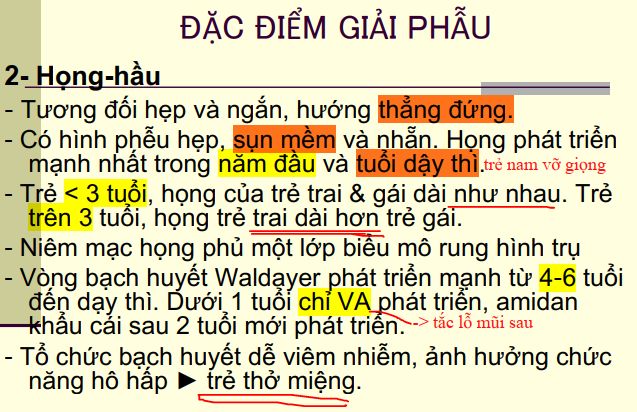 ĐẶC ĐIỂM GIẢI PHẪU
2- Họng-hầu
- Tương đối hẹp và ngắn, hướng thẳng đứng.
- Có hình phễu hẹp, sụn mềm và nhẵn. Họng phát triển
mạnh nhất trong năm đầu và tuổi dậy thì. trẻ nam vỡ giọng
- Trẻ < 3 tuổi, họng của trẻ trai & gái dài như nhau. Trẻ
trên 3 tuổi, họng trẻ trai dài hơn trẻ gái.
- Niêm mạc họng phủ một lớp biểu mô rung hình trụ
- Vòng bạch huyết Waldayer phát triển mạnh từ 4-6 tuổi
đến dạy thì. Dưới 1 tuổi chỉ VA phát triển, amidan
khẩu cái sau 2 tuổi mới phát triển. -> tắc lỗ mũi sau
- Tổ chức bạch huyết dễ viêm nhiễm, ảnh hưởng chức
năng hô hấp ► trẻ thở miệng.